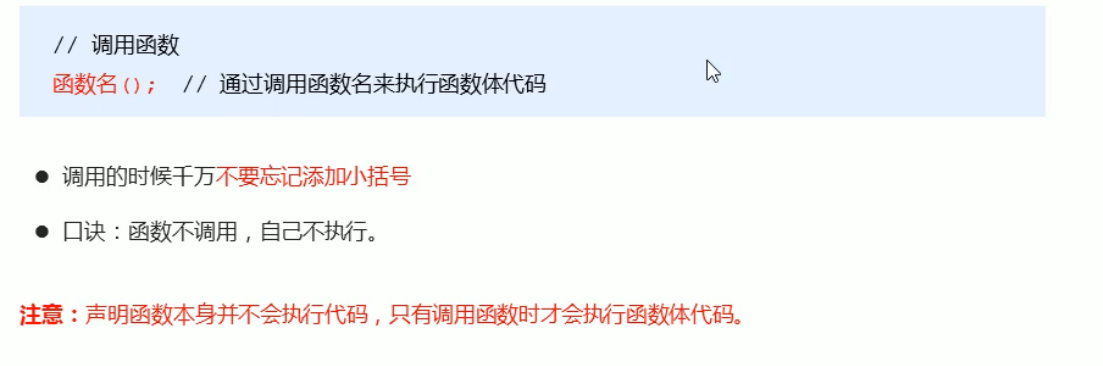 // 调用函数
函数名(); // 通过调用函数名来执行函数体代码
● 调用的时候千万不要忘记添加小括号
● 口诀：函数不调用，自己不执行。
注意：声明函数本身并不会执行代码，只有调用函数时才会执行函数体代码。